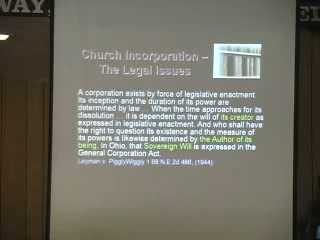 WAY
Church Incorporation –
The Legal Issues
A corporation exists by force of legislative enactment.
Its inception and the duration of its power are
determined by law ... When the time approaches for its
dissolution ... it is dependent on the will of its creator as
expressed in legislative enactment. And who shall have
the right to question its existence and the measure of
its powers is likewise determined by the Author of its
being. In Ohio, that Sovereign Will is expressed in the
General Corporation Act.
Leyman v. PigglyWiggly 1 68 N.E.2d 486, (1944).